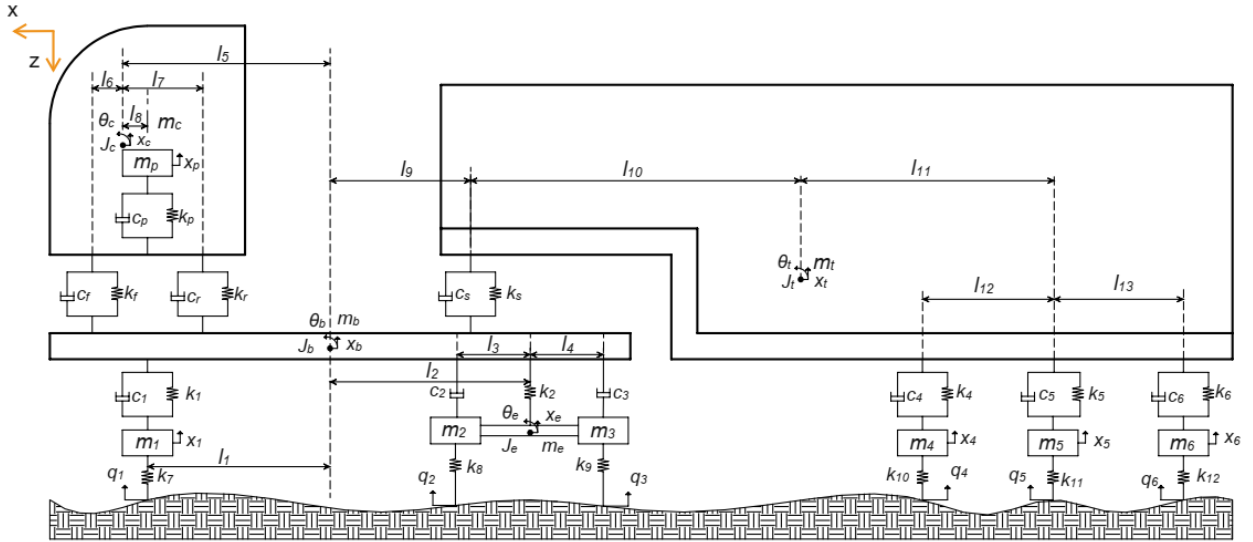 x
z
l5
l6 l7
l8
θc mc
Jc xc
mp xp
cp kp
l9 l10 l11
θt mt
Jt xt
l12 l13
cf kf cr kr cs ks
θb mb
Jb xb
l3 l4
l2
c1 k1 c2 k2 c3 c4 k4 c5 k5 c6 k6
θe xe
m1 x1 m2 Je me m3 m4 x4 m5 x5 m6 x6
l1
q1 k7 q2 k8 k9 q3 k10 q4 q5 k11 q6 k12